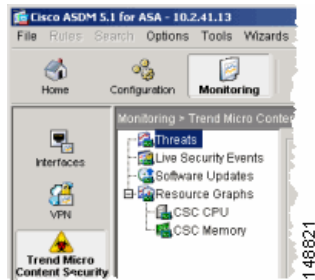 Cisco ASDM 5.1 for ASA - 10.2.41.13
File Rules Search Options Tools Wizards
Home
Configuration
Monitoring
Monitoring > Trend Micro Conte
Interfaces
VPN
Trend Micro
Content Security
Threats
Live Security Events
Software Updates
Resource Graphs
CSC CPU
CSC Memory
148821